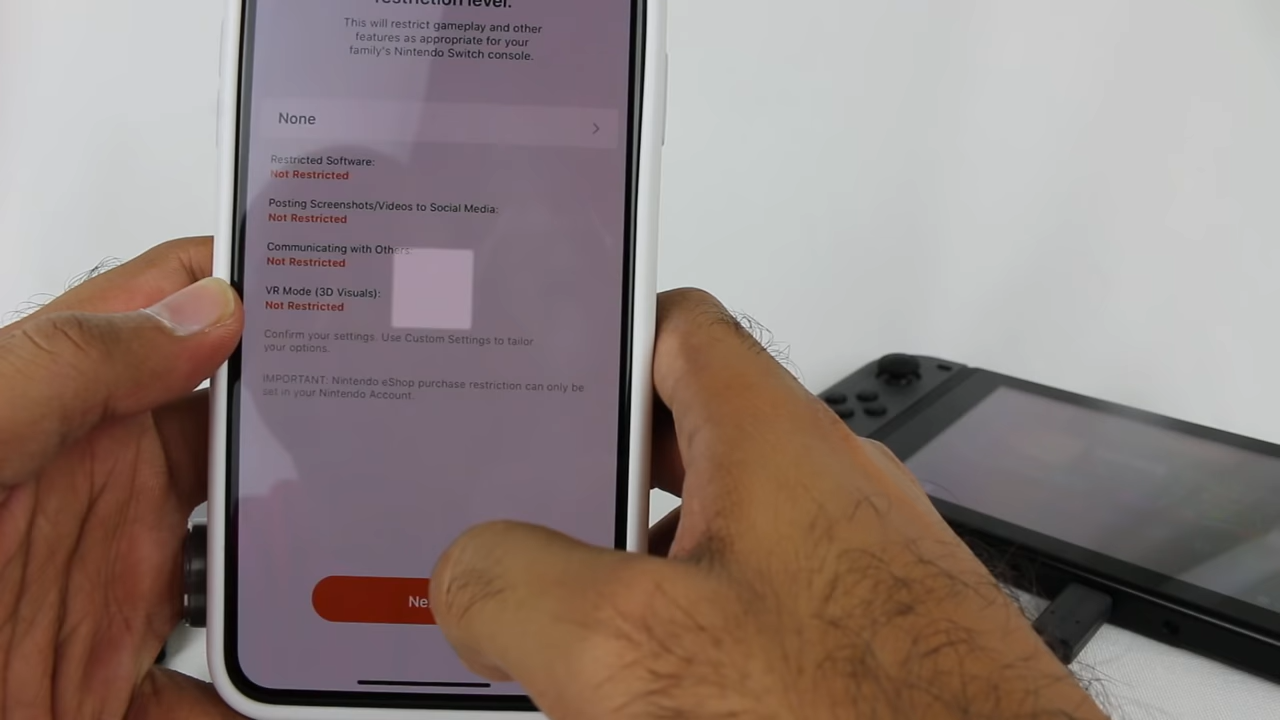 restriction level.
This will restrict gameplay and other
features as appropriate for your
family's Nintendo Switch console.
None
Restricted Software:
Not Restricted
Posting Screenshots/Videos to Social Media:
Not Restricted
Communicating with Others:
Not Restricted
VR Mode (3D Visuals):
Not Restricted
Confirm your settings. Use Custom Settings to tailor
your options.
IMPORTANT: Nintendo eShop purchase restriction can only be
set in your Nintendo Account.